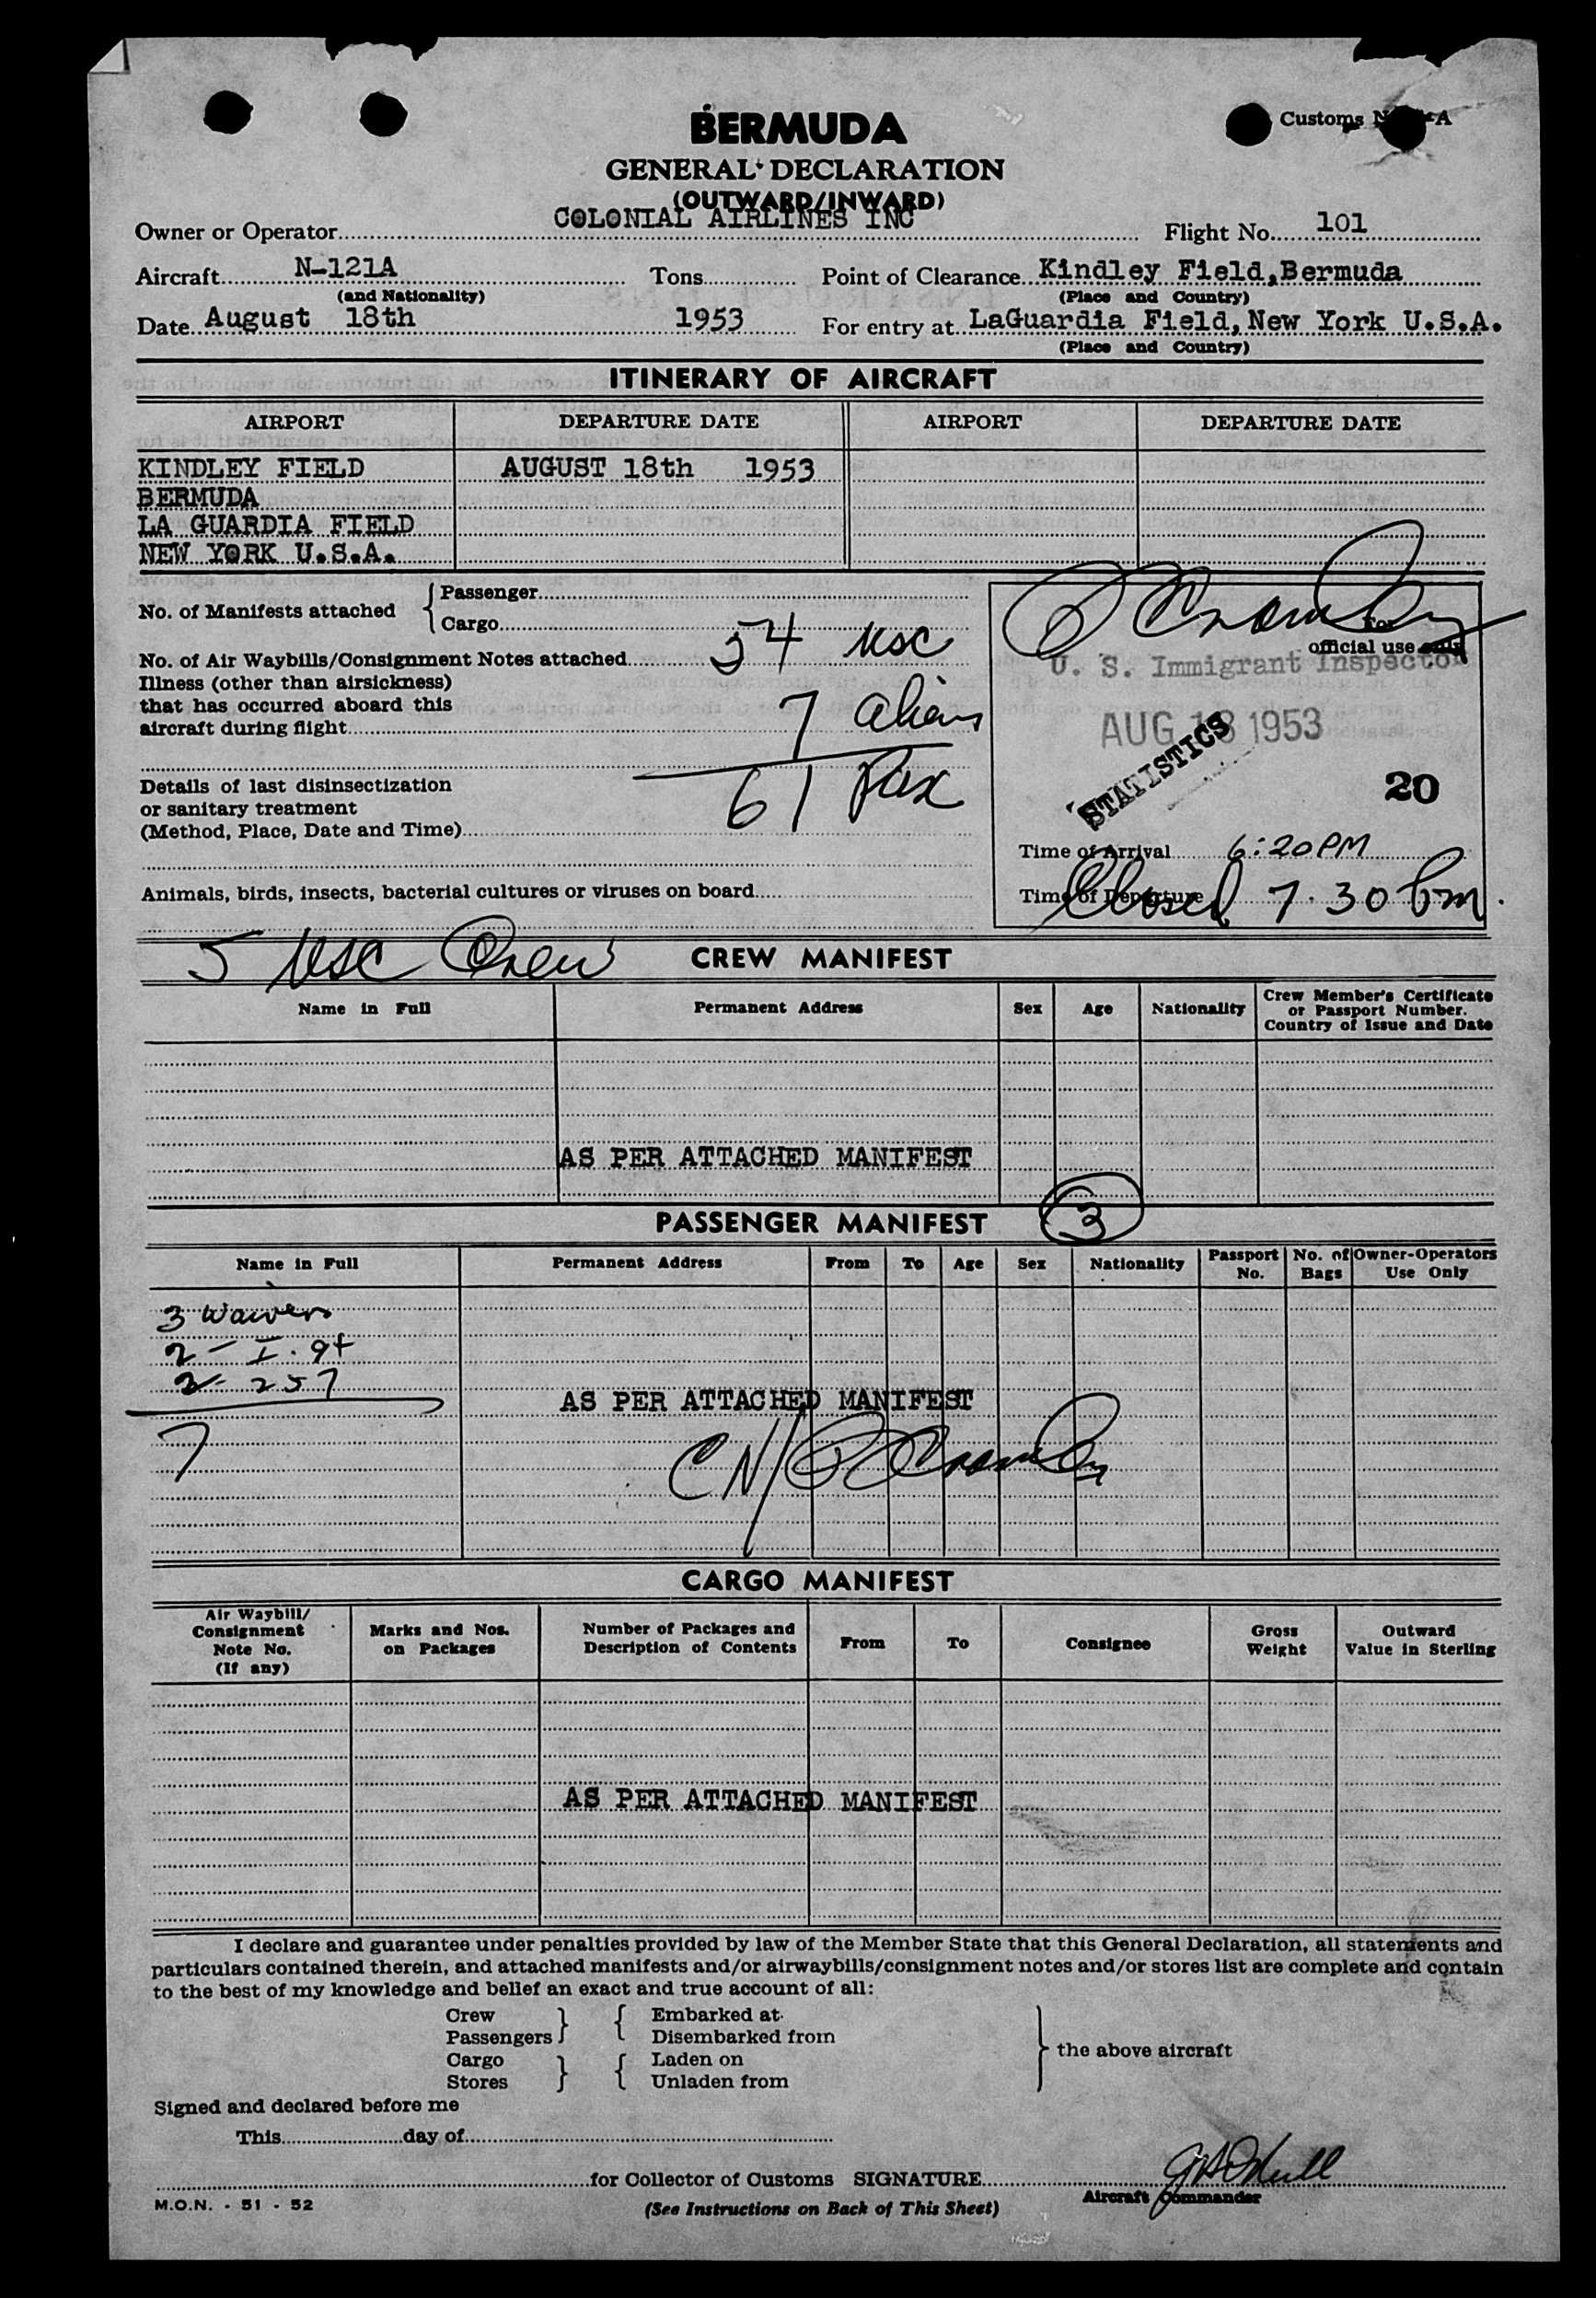 BERMUDA
Customs N A
GENERAL DECLARATION
(OUTWARD/INWARD)
Owner or Operator COLONIAL AIRLINES INC Flight No. 101
Aircraft N-121A Tons Point of Clearance Kindley Field,Bermuda
(and Nationality) (Place and Country)
Date August 18th 1953 For entry at LaGuardia Field,New York U.S.A.
(Place and Country)
ITINERARY OF AIRCRAFT
AIRPORT DEPARTURE DATE AIRPORT DEPARTURE DATE
KINDLEY FIELD AUGUST 18th 1953
BERMUDA
LA GUARDIA FIELD
NEW YORK U.S.A.
No. of Manifests attached { Passenger
Cargo
No. of Air Waybills/Consignment Notes attached 54 USC
Illness (other than airsickness)
that has occurred aboard this
aircraft during flight 7 aliens
61 Pax
Details of last disinsectization
or sanitary treatment
(Method, Place, Date and Time)
Animals, birds, insects, bacterial cultures or viruses on board
For
official use only
U. S. Immigrant Inspector
AUG 18 1953
STATISTICS
20
Time of Arrival 6:20 PM
Time of Departure Closed 7.30 Pm.
5 USC Crew CREW MANIFEST
Name in Full Permanent Address Sex Age Nationality Crew Member's Certificate
or Passport Number.
Country of Issue and Date
AS PER ATTACHED MANIFEST
PASSENGER MANIFEST 3
Name in Full Permanent Address From To Age Sex Nationality Passport No. No. of Bags Owner-Operators Use Only
3 Waivers
2 - I.94
2 - 257
AS PER ATTACHED MANIFEST
7
CARGO MANIFEST
Air Waybill/
Consignment
Note No.
(If any)
Marks and Nos.
on Packages
Number of Packages and
Description of Contents
From To Consignee
Gross
Weight
Outward
Value in Sterling
AS PER ATTACHED MANIFEST
I declare and guarantee under penalties provided by law of the Member State that this General Declaration, all statements and
particulars contained therein, and attached manifests and/or airwaybills/consignment notes and/or stores list are complete and contain
to the best of my knowledge and belief an exact and true account of all:
Crew } { Embarked at
Passengers Disembarked from
Cargo } { Laden on
Stores Unladen from
} the above aircraft
Signed and declared before me
This day of
for Collector of Customs SIGNATURE
Aircraft Commander
M.O.N. - 51 - 52
(See Instructions on Back of This Sheet)